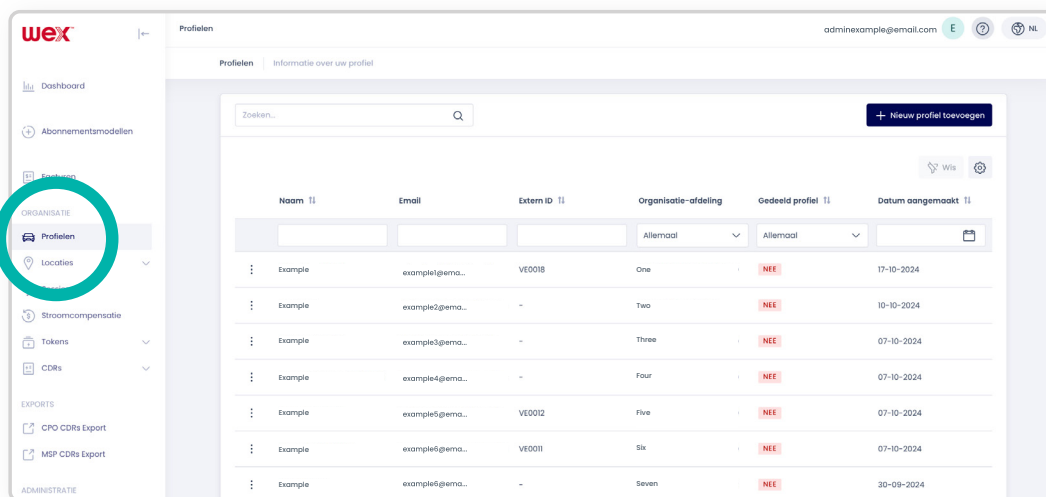 wex
Profielen
adminexample@email.com E NL
Profielen Informatie over uw profiel
Dashboard
Abonnementsmodellen
Facturen
ORGANISATIE
Profielen
Locaties
Stroomcompensatie
Tokens
CDRs
EXPORTS
CPO CDRs Export
MSP CDRs Export
ADMINISTRATIE
Zoeken...
+ Nieuw profiel toevoegen
Wis
Naam Email Extern ID Organisatie-afdeling Gedeeld profiel Datum aangemaakt
Allemaal Allemaal
Example example1@ema... VE0018 One NEE 17-10-2024
Example example2@ema... - Two NEE 10-10-2024
Example example3@ema... - Three NEE 07-10-2024
Example example4@ema... - Four NEE 07-10-2024
Example example5@ema... VE0012 Five NEE 07-10-2024
Example example6@ema... VE0011 Six NEE 07-10-2024
Example example6@ema... - Seven NEE 30-09-2024